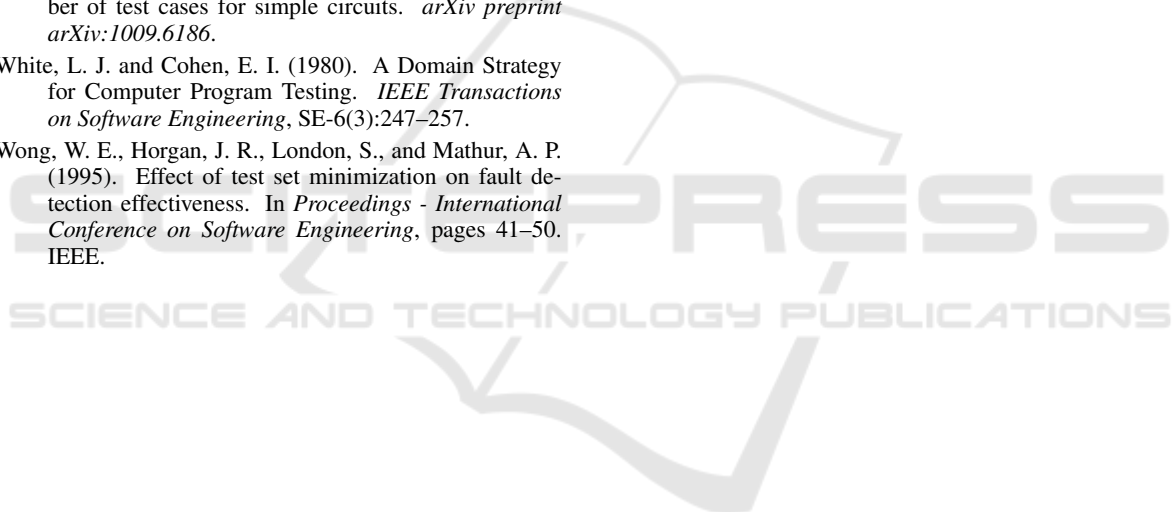 ber of test cases for simple circuits. arXiv preprint
arXiv:1009.6186.
White, L. J. and Cohen, E. I. (1980). A Domain Strategy
for Computer Program Testing. IEEE Transactions
on Software Engineering, SE-6(3):247–257.
Wong, W. E., Horgan, J. R., London, S., and Mathur, A. P.
(1995). Effect of test set minimization on fault de-
tection effectiveness. In Proceedings - International
Conference on Software Engineering, pages 41–50.
IEEE.
SCITEPRESS
SCIENCE AND TECHNOLOGY PUBLICATIONS